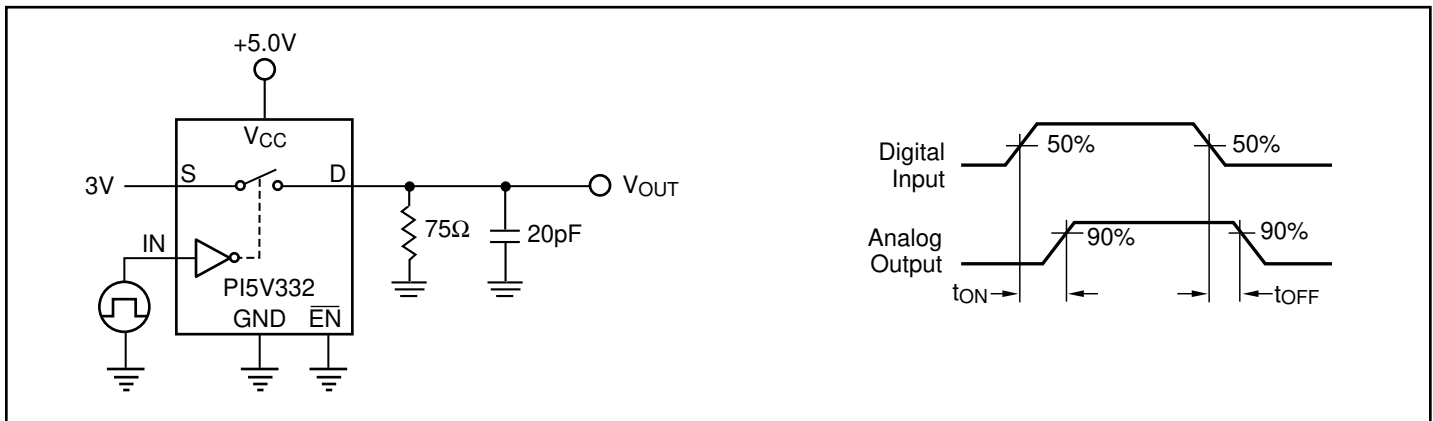 +5.0V
VCC
S
D
3V
VOUT
75Ω
20pF
IN
PI5V332
GND
EN
Digital
Input
50%
50%
Analog
Output
90%
90%
tON
tOFF